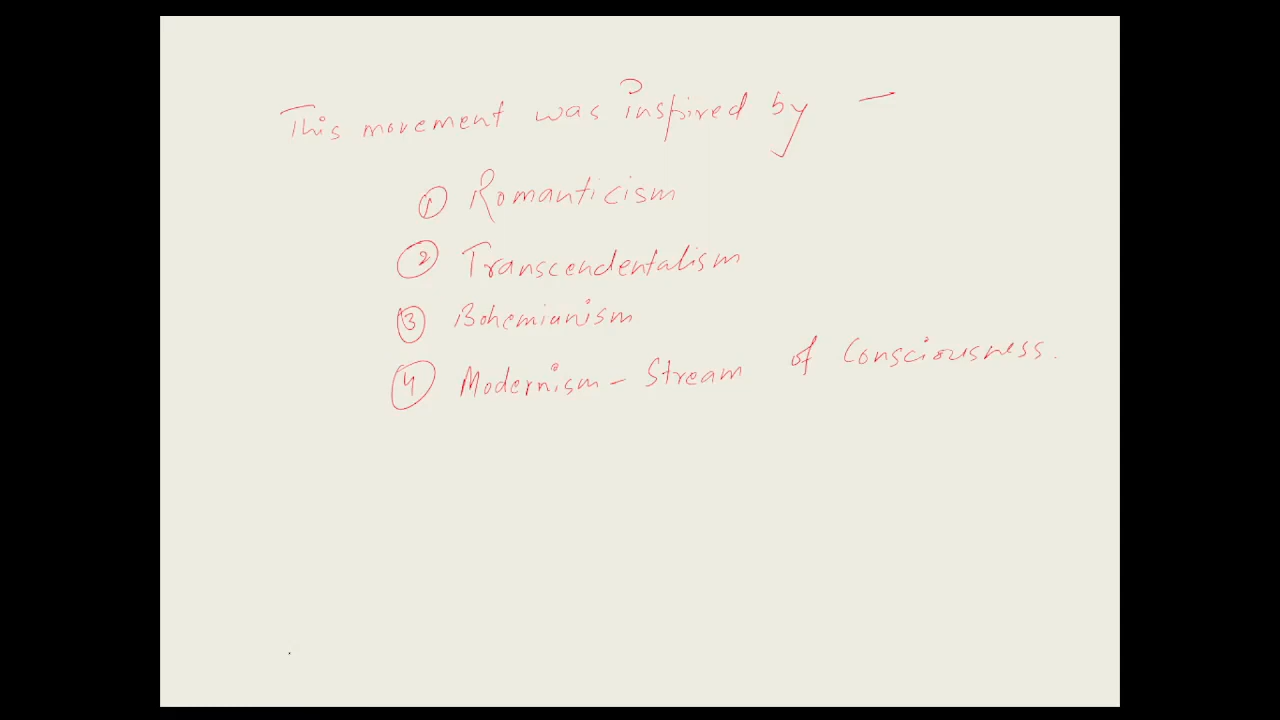 This movement was inspired by —
① Romanticism
② Transcendentalism
③ Bohemianism
④ Modernism - Stream of Consciousness.